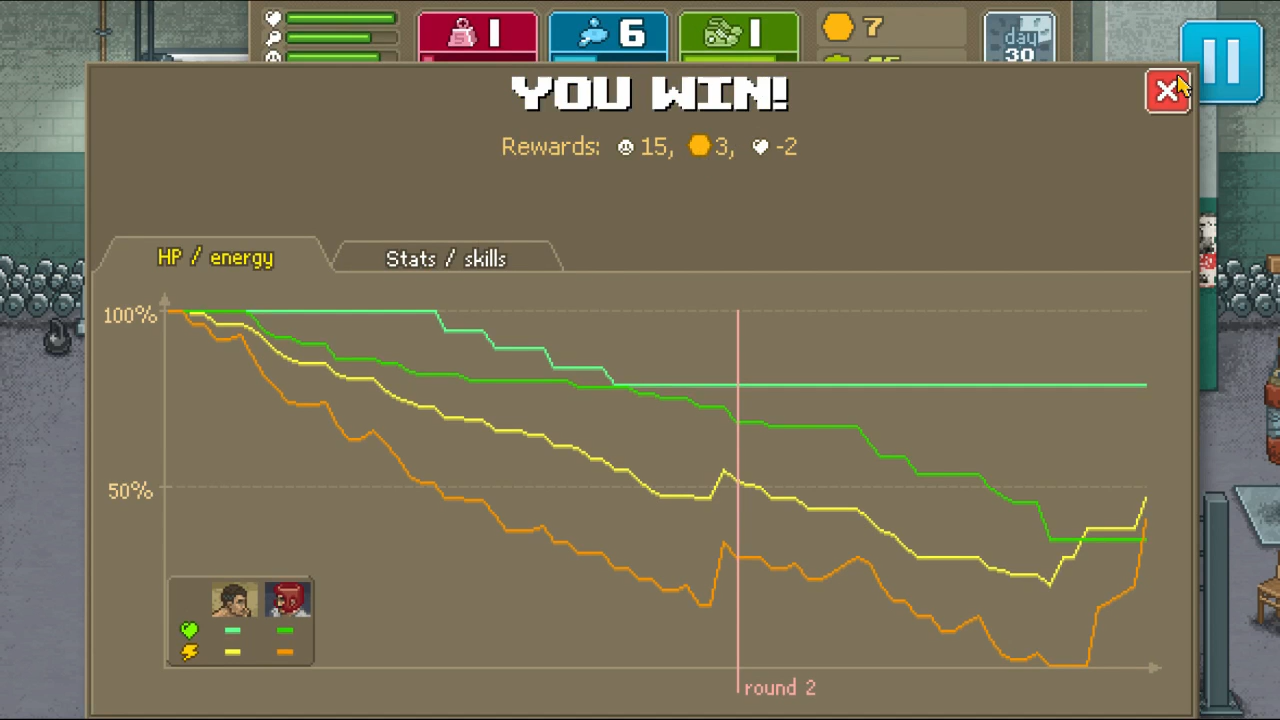 1
6
1
7
day
30
YOU WIN!
Rewards: 15, 3, -2
HP / energy
Stats / skills
100%
50%
round 2